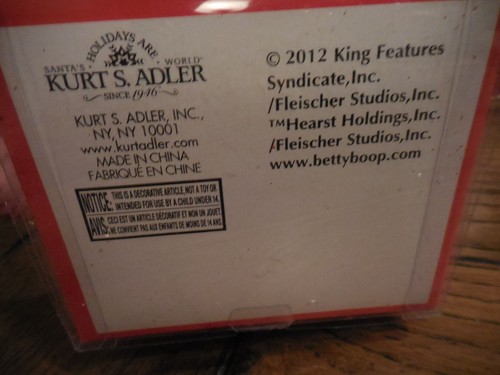 HOLIDAYS ARE
SANTA'S WORLD
KURT S. ADLER
SINCE 1946
KURT S. ADLER, INC.,
NY, NY 10001
www.kurtadler.com
MADE IN CHINA
FABRIQUE EN CHINE
NOTICE: THIS IS A DECORATIVE ARTICLE, NOT A TOY OR
INTENDED FOR USE BY A CHILD UNDER 14.
AVIS: CECI EST UN ARTICLE DÉCORATIF ET NON UN JOUET.
NE CONVIENT PAS AUX ENFANTS DE MOINS DE 14 ANS.
© 2012 King Features
Syndicate,Inc.
/Fleischer Studios,Inc.
™Hearst Holdings,Inc.
/Fleischer Studios,Inc.
www.bettyboop.com